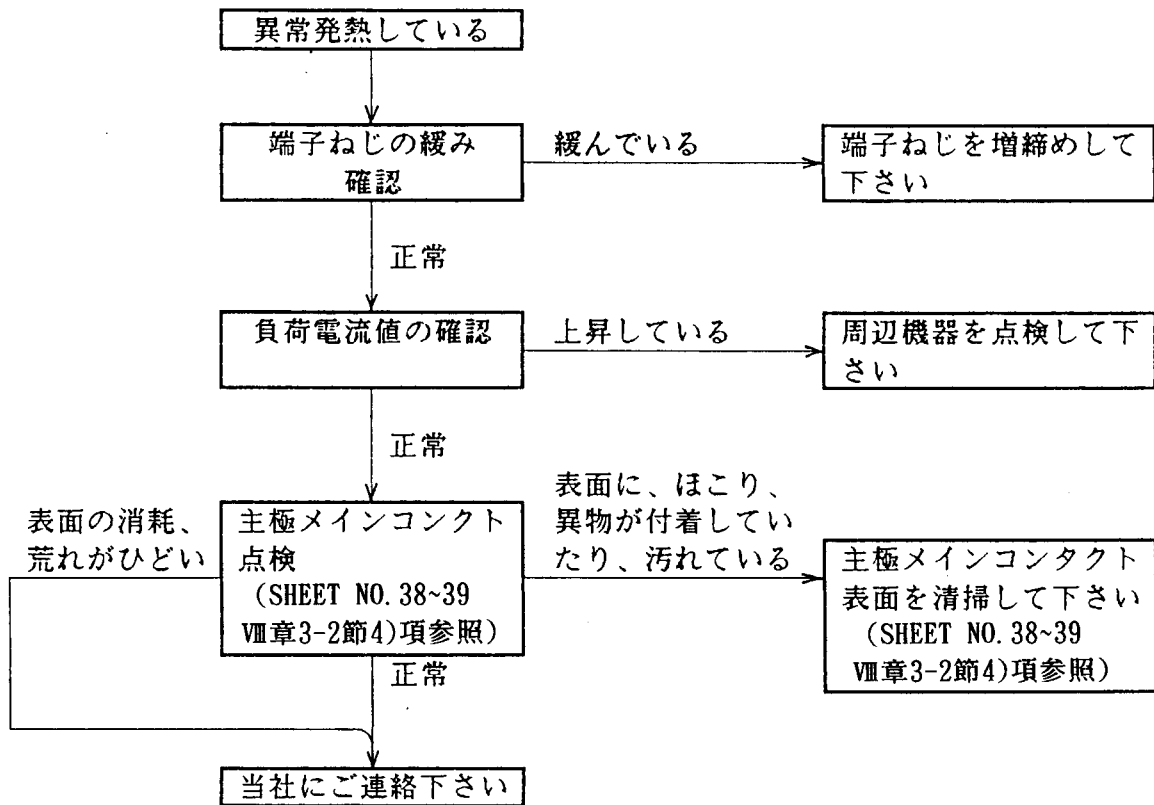 異常発熱している
端子ねじの緩み
確認
緩んでいる
端子ねじを増締めして
下さい
正常
負荷電流値の確認
上昇している
周辺機器を点検して下
さい
正常
表面の消耗、
荒れがひどい
主極メインコンクト
点検
(SHEET NO.38~39
Ⅷ章3-2節4)項参照)
表面に、ほこり、
異物が付着してい
たり、汚れている
主極メインコンタクト
表面を清掃して下さい
(SHEET NO.38~39
Ⅷ章3-2節4)項参照)
正常
当社にご連絡下さい